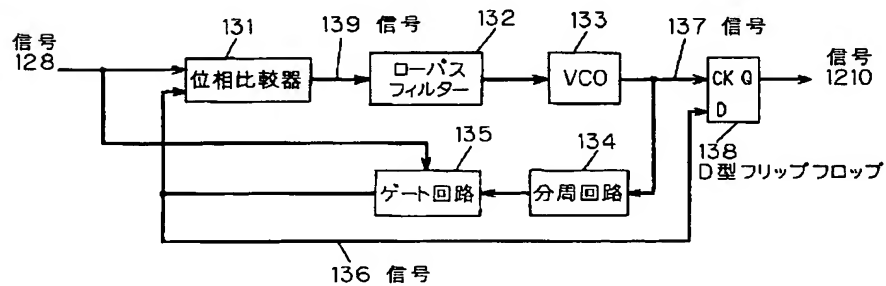 信号
128
131
位相比較器
139 信号
132
ローパス
フィルター
133
VCO
137 信号
CK Q
D
信号
1210
138
D型フリップフロップ
135
ゲート回路
134
分周回路
136 信号